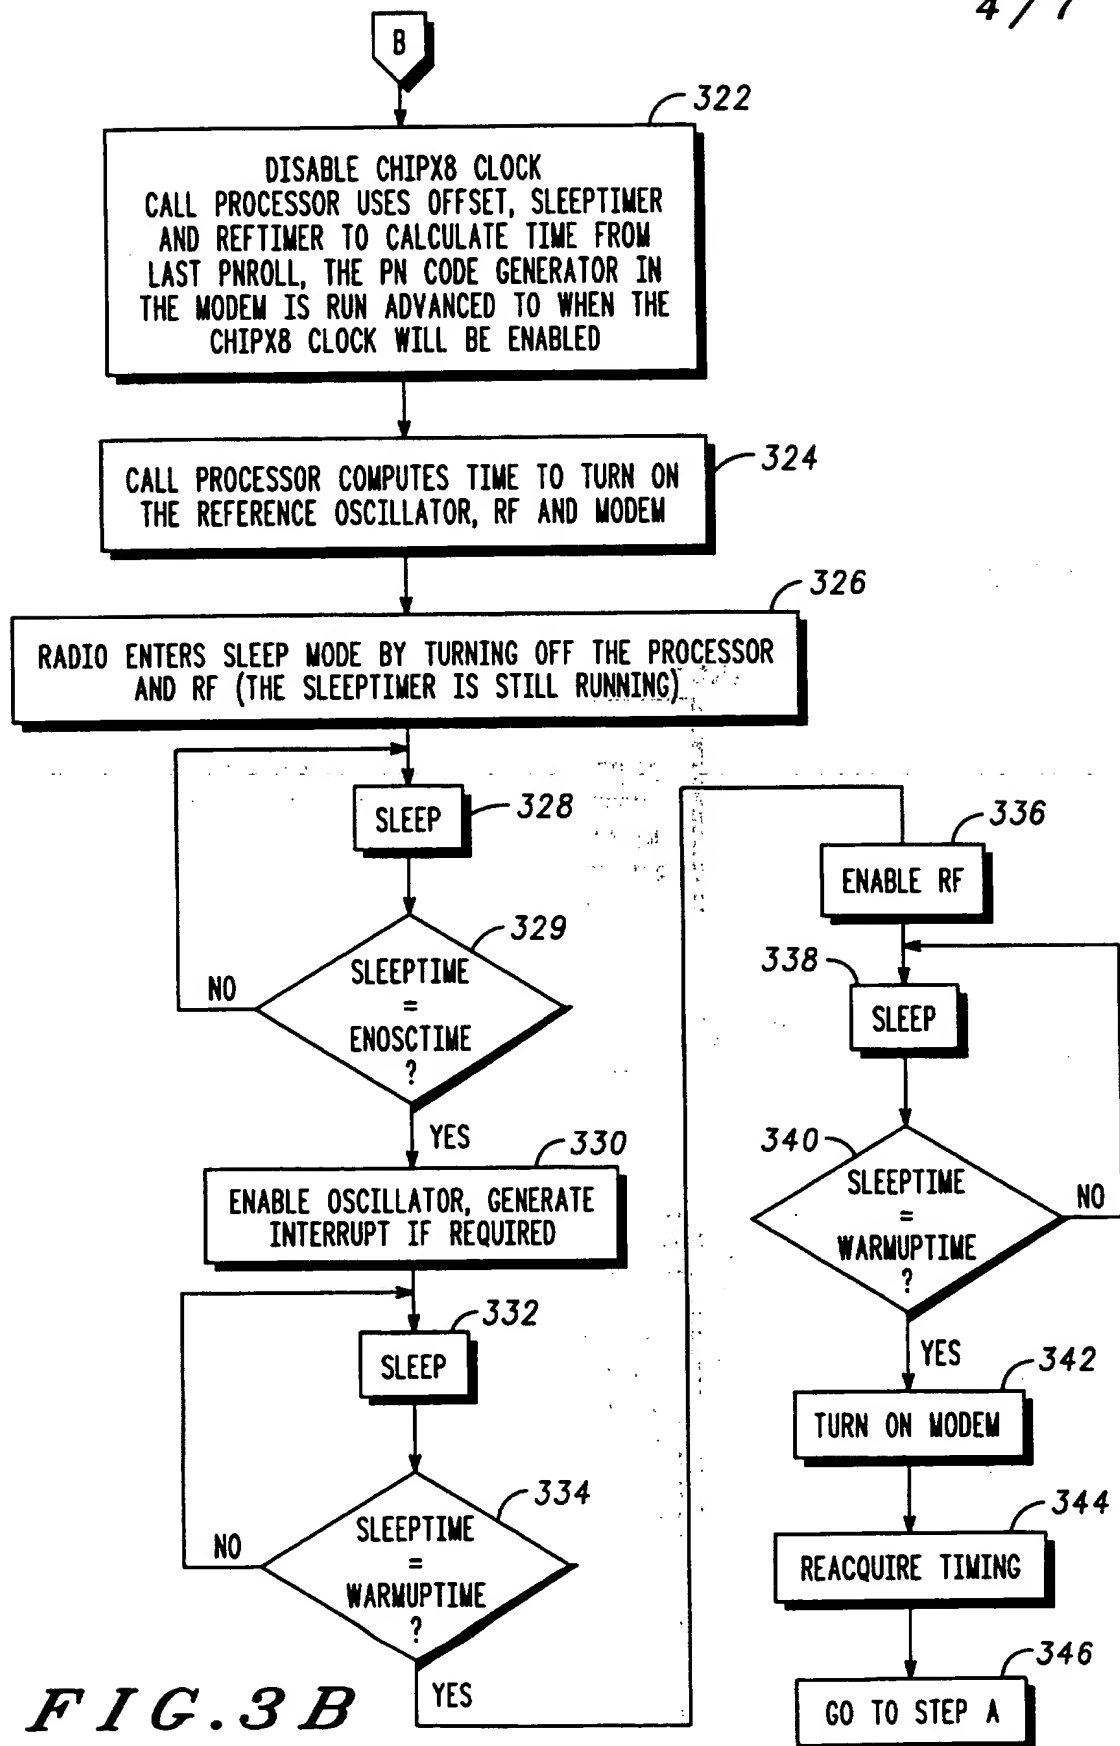 4/7
B
322
DISABLE CHIPX8 CLOCK
CALL PROCESSOR USES OFFSET, SLEEPTIMER
AND REFTIMER TO CALCULATE TIME FROM
LAST PNROLL, THE PN CODE GENERATOR IN
THE MODEM IS RUN ADVANCED TO WHEN THE
CHIPX8 CLOCK WILL BE ENABLED
324
CALL PROCESSOR COMPUTES TIME TO TURN ON
THE REFERENCE OSCILLATOR, RF AND MODEM
326
RADIO ENTERS SLEEP MODE BY TURNING OFF THE PROCESSOR
AND RF (THE SLEEPTIMER IS STILL RUNNING)
SLEEP
328
329
SLEEPTIME
=
ENOSCTIME
?
NO
YES
330
ENABLE OSCILLATOR, GENERATE
INTERRUPT IF REQUIRED
332
SLEEP
334
SLEEPTIME
=
WARMUPTIME
?
NO
YES
336
ENABLE RF
338
SLEEP
340
SLEEPTIME
=
WARMUPTIME
?
NO
YES
342
TURN ON MODEM
344
REACQUIRE TIMING
346
GO TO STEP A
FIG.3B